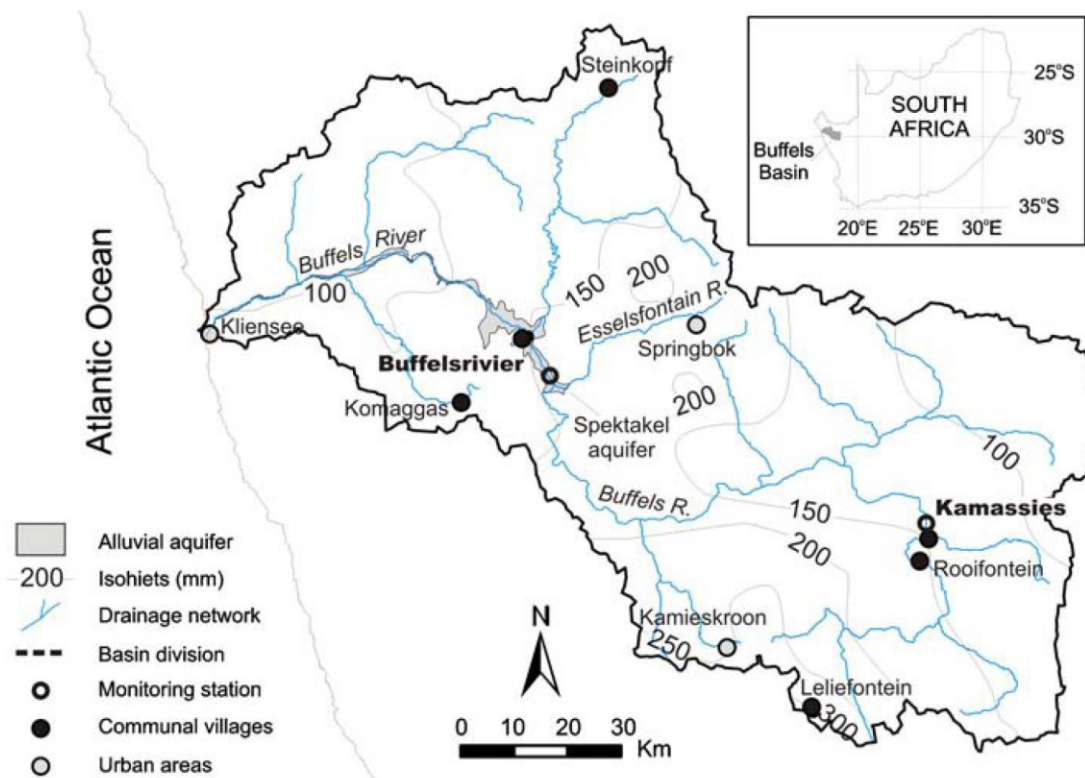 Steinkopf
25°S
SOUTH
AFRICA
30°S
Buffels
Basin
35°S
20°E 25°E 30°E
Atlantic Ocean
Buffels River
100
150
200
Esselsfontain R.
Kliensee
Springbok
Buffelsrivier
Komaggas
200
Spektakel
aquifer
100
Buffels R.
150
Kamassies
200
Rooifontein
Kamieskroon
250
Leliefontein
300
N
0 10 20 30
Km
Alluvial aquifer
200 Isohiets (mm)
Drainage network
Basin division
Monitoring station
Communal villages
Urban areas